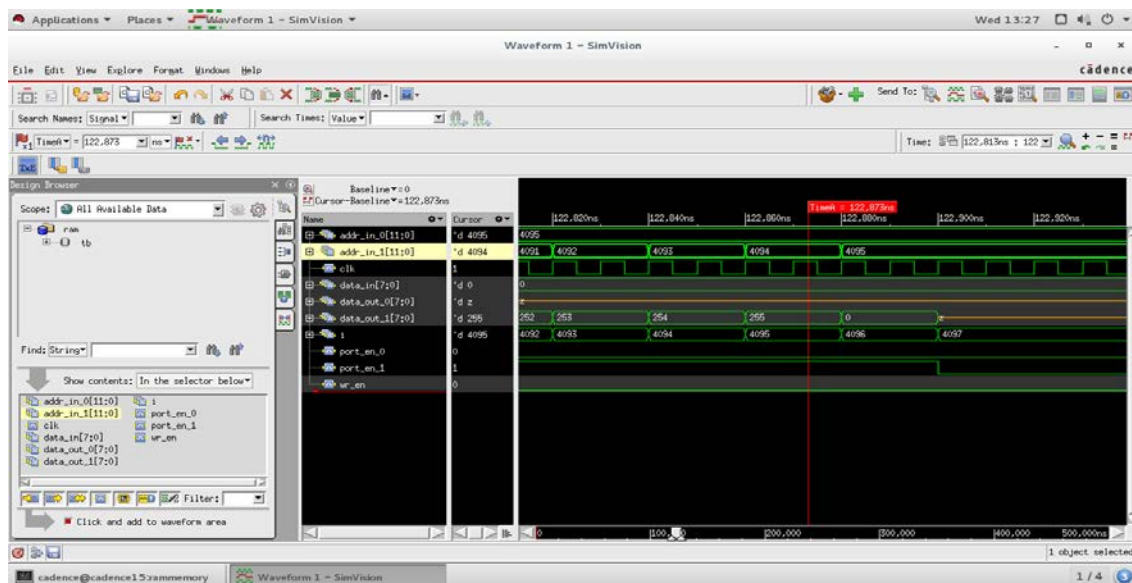 Applications Places Waveform 1 - SimVision Wed 13:27
Waveform 1 - SimVision
File Edit View Explore Format Windows Help cādence
Send To:
Search Names: Signal Search Times: Value
TimeA = 122,873 ns Time: 122,813ns : 122
TxE
Design Browser
Scope: All Available Data
ram
tb
Find: String
Show contents: In the selector below
addr_in_0[11:0] i
addr_in_1[11:0] port_en_0
clk port_en_1
data_in[7:0] wr_en
data_out_0[7:0]
data_out_1[7:0]
Filter:
Click and add to waveform area
Baseline = 0
Cursor-Baseline = 122,873ns
TimeA = 122,873ns
Name Cursor 122,820ns 122,840ns 122,860ns 122,880ns 122,900ns 122,920ns
addr_in_0[11:0] 'd 4095 4095
addr_in_1[11:0] 'd 4094 4091 4092 4093 4094 4095
clk 1
data_in[7:0] 'd 0 0
data_out_0[7:0] 'd z z
data_out_1[7:0] 'd 255 252 253 254 255 0 z
i 'd 4095 4092 4093 4094 4095 4096 4097
port_en_0 0
port_en_1 1
wr_en 0
0 200,000 300,000 400,000 500,000ns
1 object selected
cadence@cadence15:rammemory Waveform 1 - SimVision 1 / 4